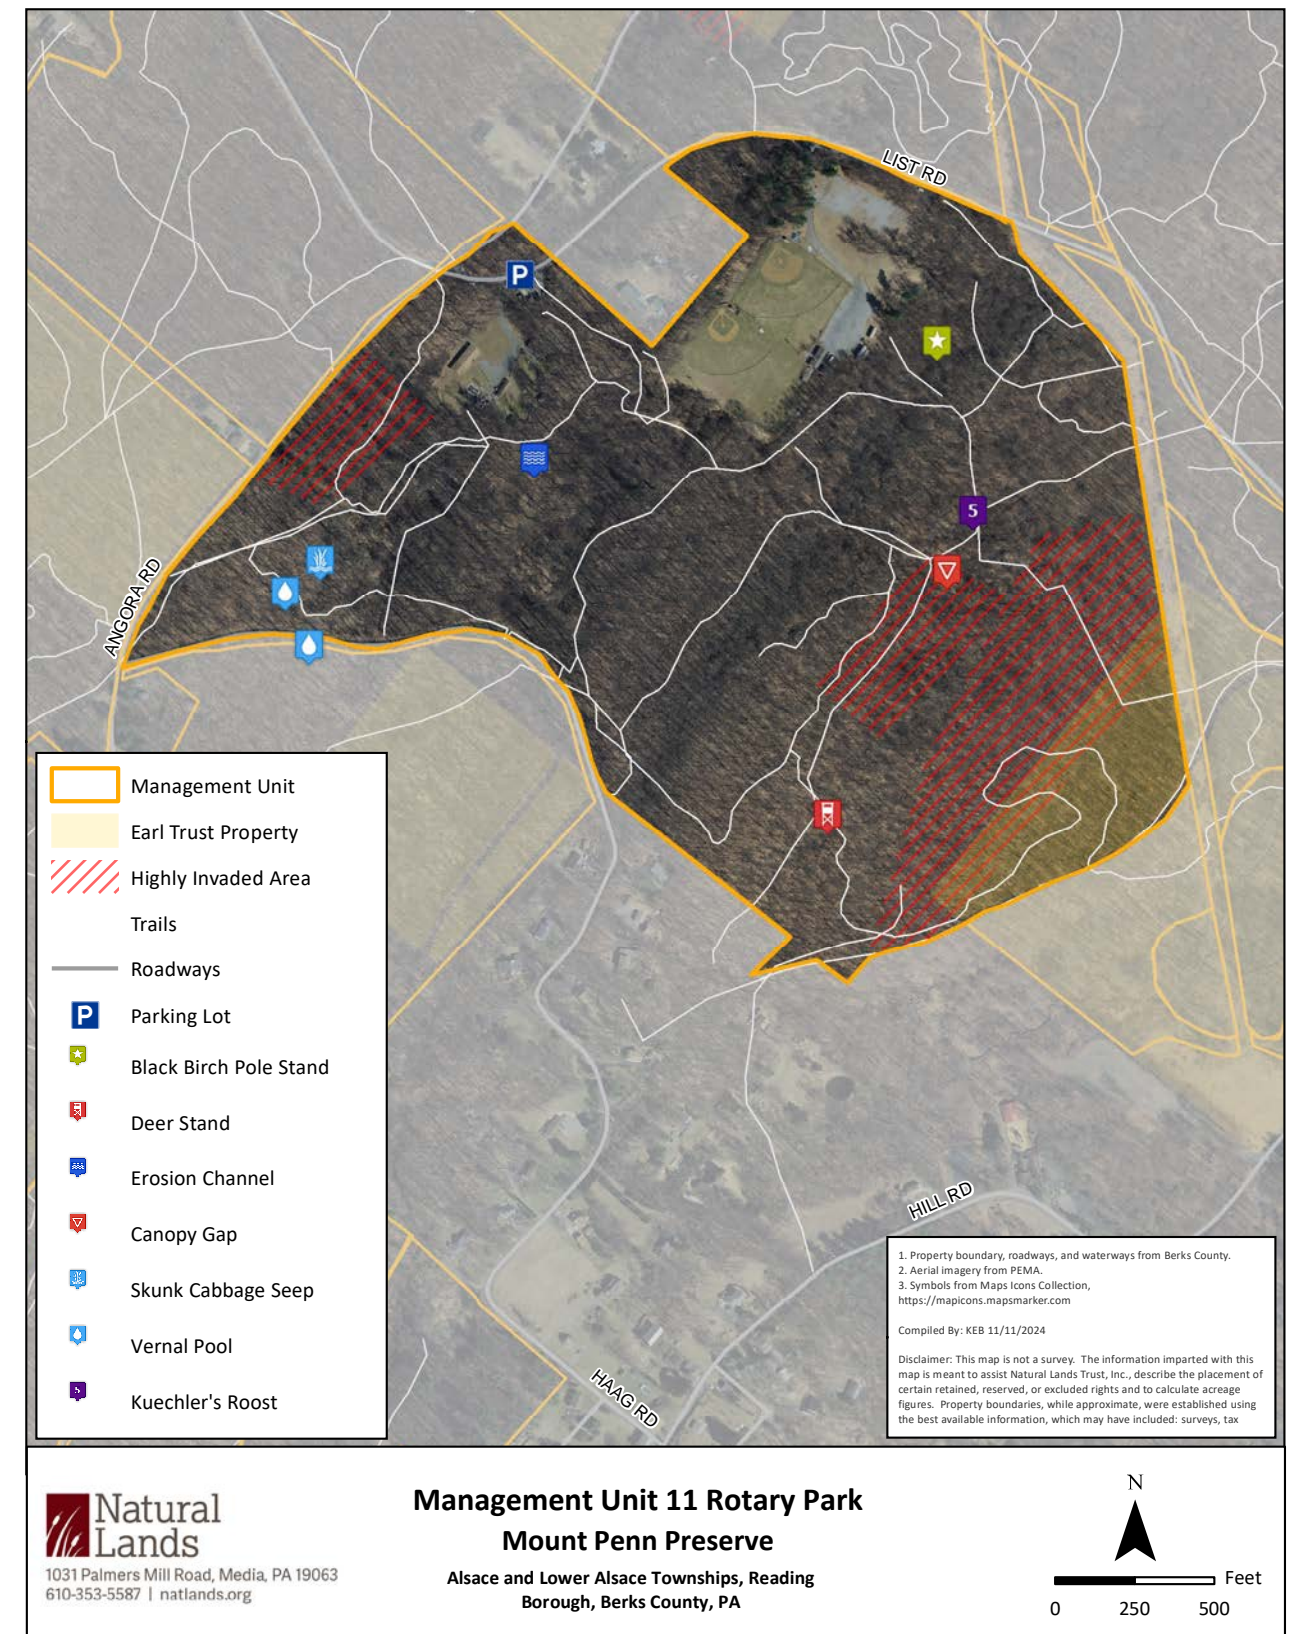 LIST RD
P
5
ANGORA RD
Management Unit
Earl Trust Property
Highly Invaded Area
Trails
Roadways
P
Parking Lot
Black Birch Pole Stand
Deer Stand
Erosion Channel
Canopy Gap
Skunk Cabbage Seep
Vernal Pool
5
Kuechler's Roost
HILL RD
HAAG RD
1. Property boundary, roadways, and waterways from Berks County.
2. Aerial imagery from PEMA.
3. Symbols from Maps Icons Collection,
https://mapicons.mapsmarker.com
Compiled By: KEB 11/11/2024
Disclaimer: This map is not a survey. The information imparted with this
map is meant to assist Natural Lands Trust, Inc., describe the placement of
certain retained, reserved, or excluded rights and to calculate acreage
figures. Property boundaries, while approximate, were established using
the best available information, which may have included: surveys, tax
Natural
Lands
1031 Palmers Mill Road, Media, PA 19063
610-353-5587 | natlands.org
Management Unit 11 Rotary Park
Mount Penn Preserve
Alsace and Lower Alsace Townships, Reading
Borough, Berks County, PA
N
Feet
0 250 500